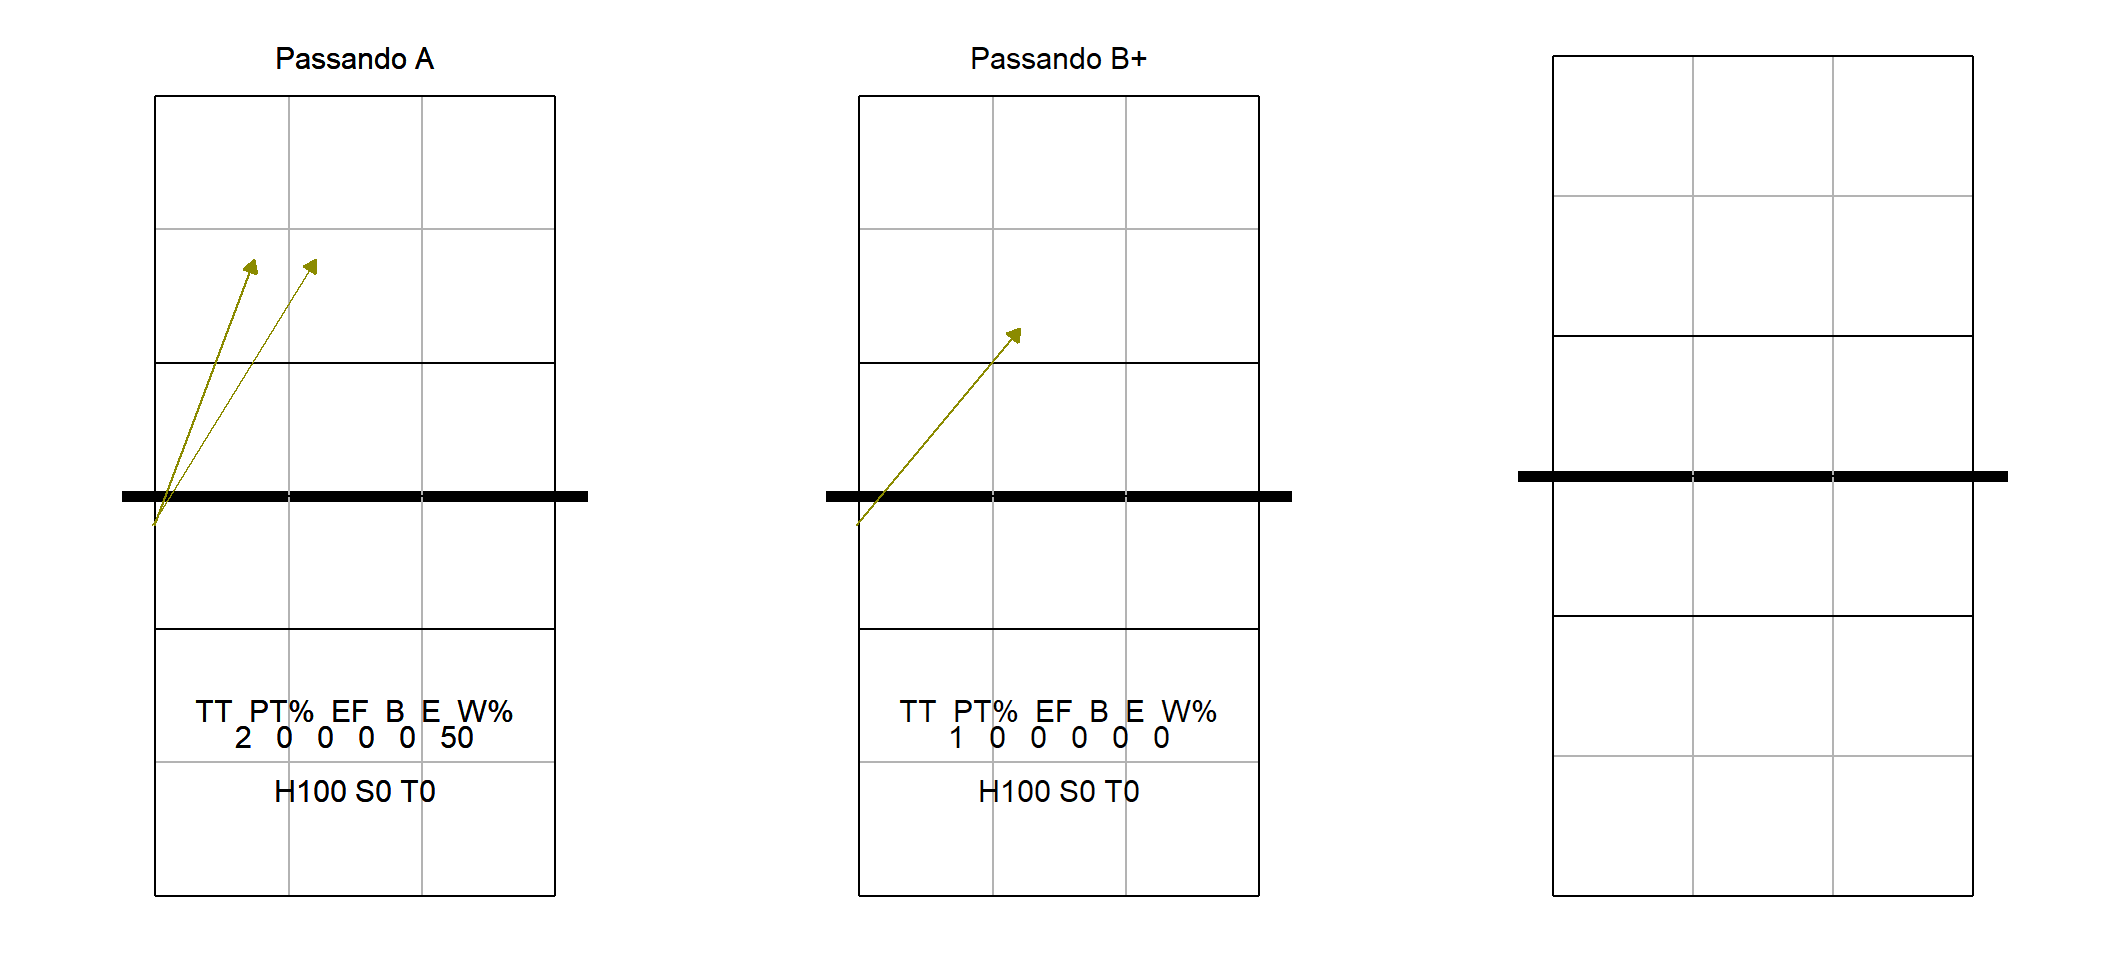 Passando A
TT PT% EF B E W%
2 0 0 0 0 50
H100 S0 T0
Passando B+
TT PT% EF B E W%
1 0 0 0 0 0
H100 S0 T0